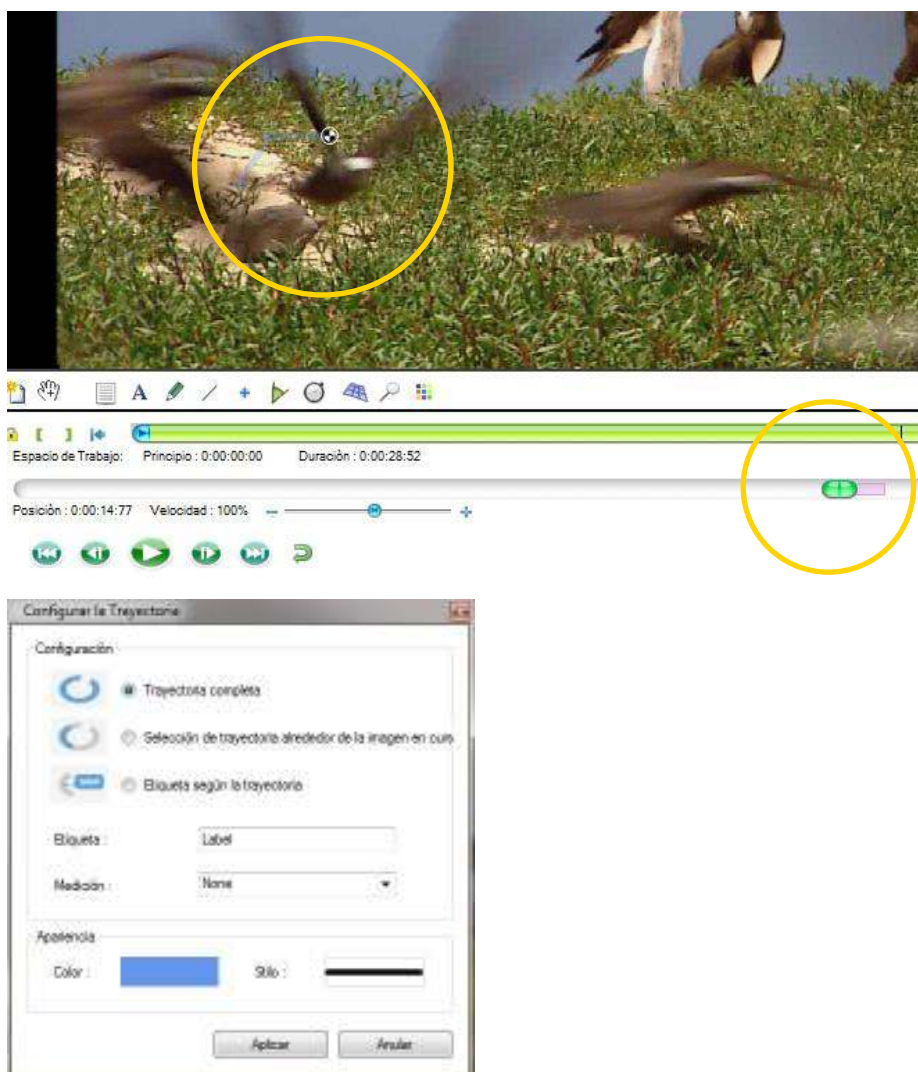 A
Espacio de Trabajo: Principio : 0:00:00:00 Duración : 0:00:28:52
Posición : 0:00:14:77 Velocidad : 100%
Configurar la Trayectoria
Configuración
Trayectoria completa
Selección de trayectoria alrededor de la imagen en curs
Etiqueta según la trayectoria
Etiqueta : Label
Medición : None
Apariencia
Color : Stilo :
Aplicar Anular